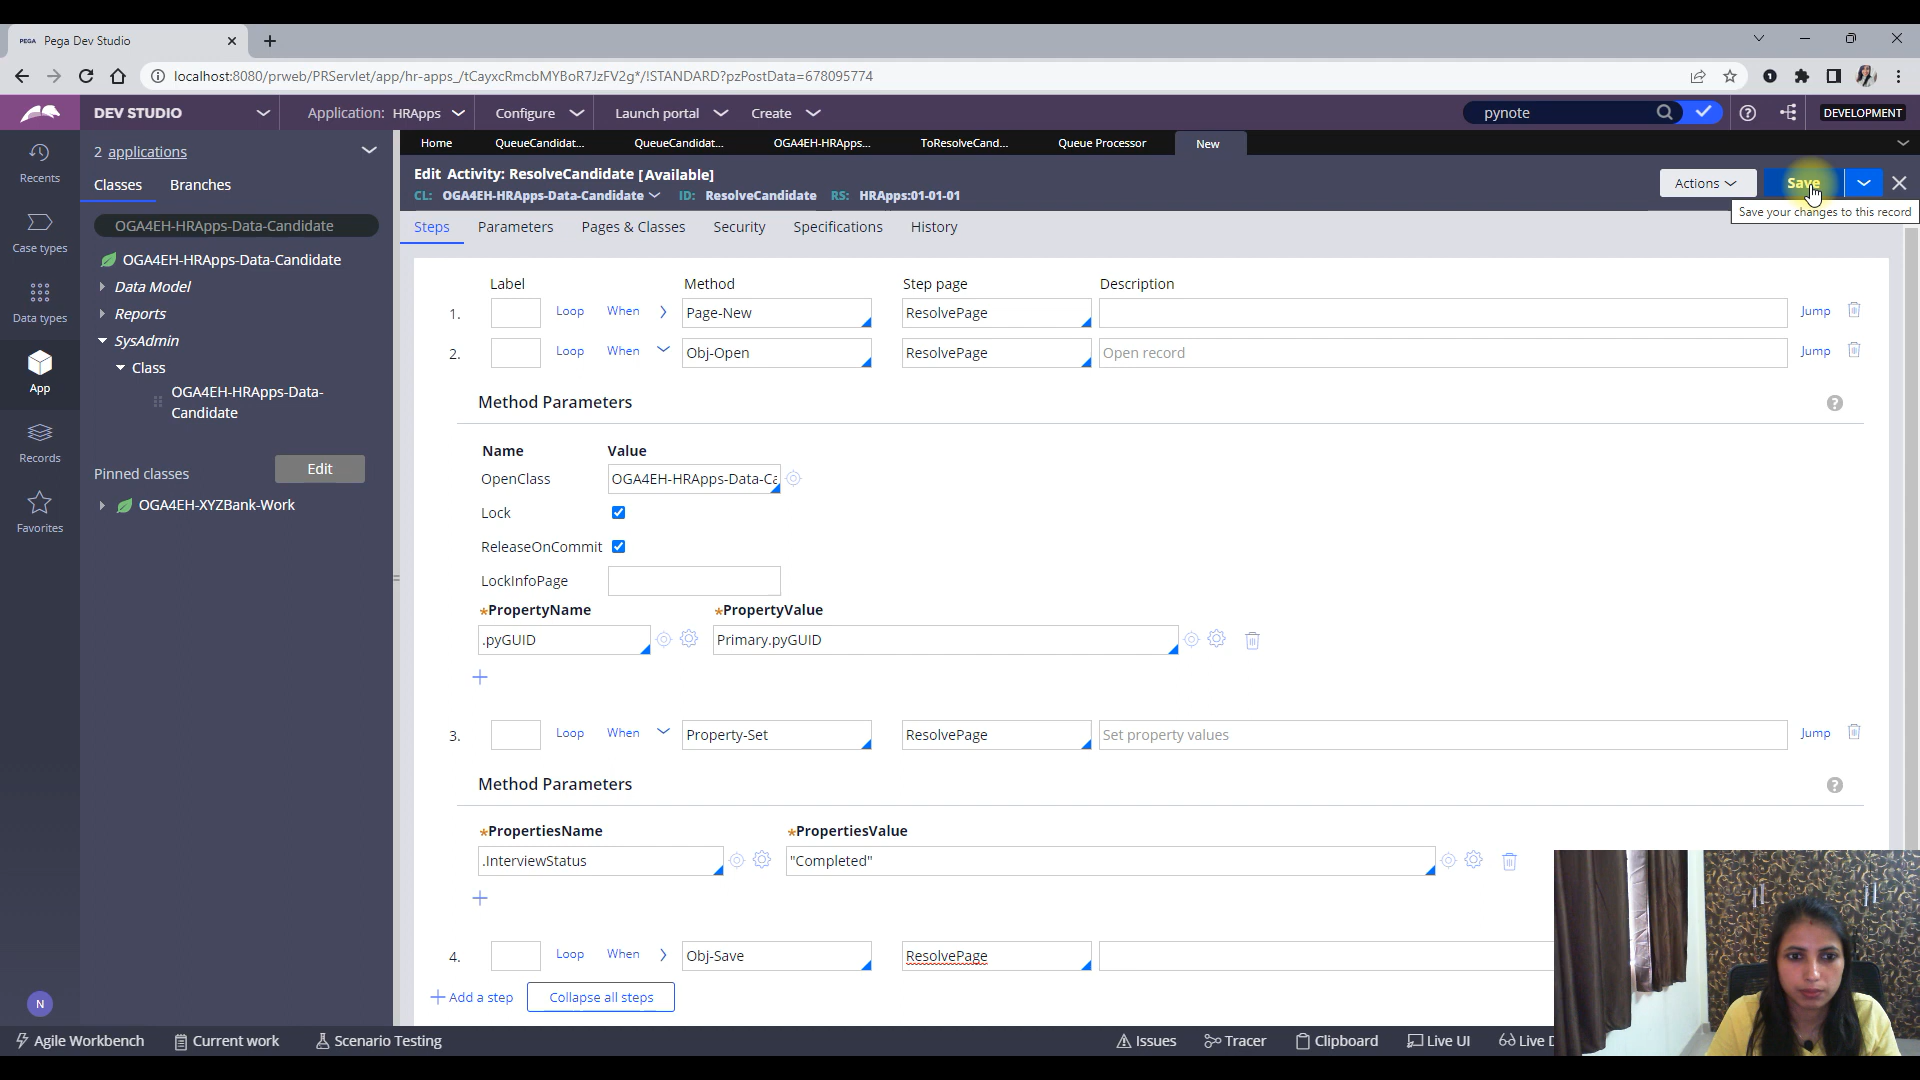 PEGA Pega Dev Studio
localhost:8080/prweb/PRServlet/app/hr-apps_/tCayxcRmcbMYBoR7JzFV2g*/!STANDARD?pzPostData=678095774
DEV STUDIO Application: HRApps Configure Launch portal Create pynote DEVELOPMENT
Home QueueCandidat... QueueCandidat... OGA4EH-HRApps... ToResolveCand... Queue Processor New
Recents
Case types
Data types
App
Records
Favorites
N
2 applications
Classes Branches
OGA4EH-HRApps-Data-Candidate
OGA4EH-HRApps-Data-Candidate
Data Model
Reports
SysAdmin
Class
OGA4EH-HRApps-Data-
Candidate
Pinned classes Edit
OGA4EH-XYZBank-Work
Edit Activity: ResolveCandidate [Available]
CL: OGA4EH-HRApps-Data-Candidate ID: ResolveCandidate RS: HRApps:01-01-01
Actions Save
Save your changes to this record
Steps Parameters Pages & Classes Security Specifications History
Label Method Step page Description
1. Loop When Page-New ResolvePage Jump
2. Loop When Obj-Open ResolvePage Open record Jump
Method Parameters
Name Value
OpenClass OGA4EH-HRApps-Data-Ca
Lock
ReleaseOnCommit
LockInfoPage
*PropertyName *PropertyValue
.pyGUID Primary.pyGUID
3. Loop When Property-Set ResolvePage Set property values Jump
Method Parameters
*PropertiesName *PropertiesValue
.InterviewStatus "Completed"
4. Loop When Obj-Save ResolvePage
Add a step Collapse all steps
Agile Workbench Current work Scenario Testing Issues Tracer Clipboard Live UI Live D